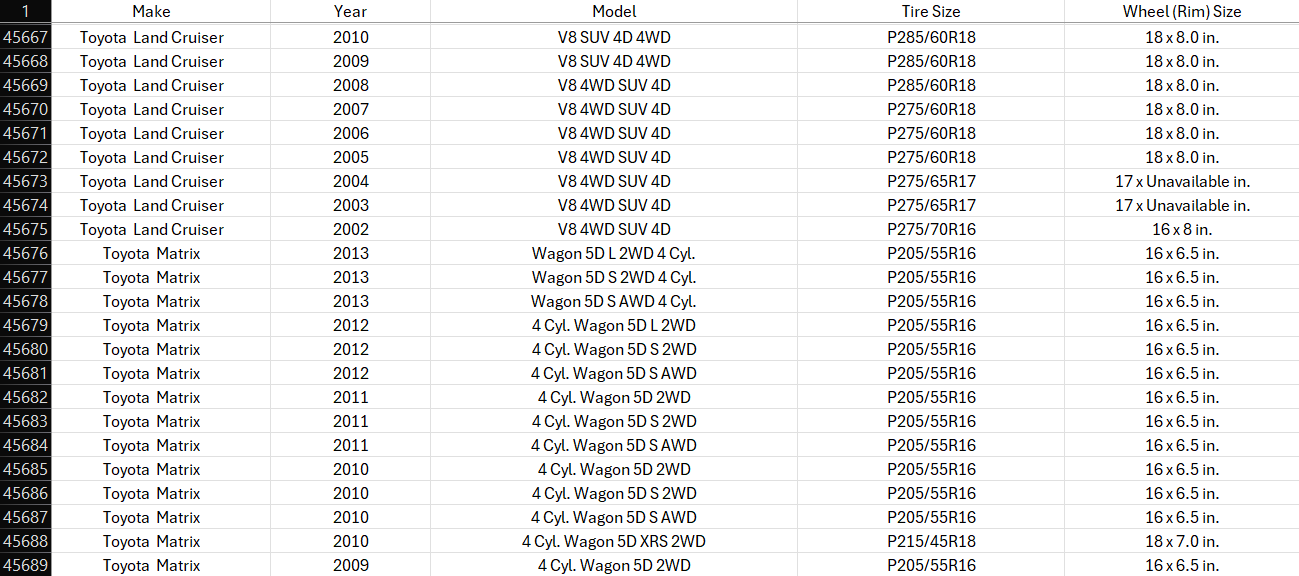 1 Make Year Model Tire Size Wheel (Rim) Size
45667 Toyota Land Cruiser 2010 V8 SUV 4D 4WD P285/60R18 18 x 8.0 in.
45668 Toyota Land Cruiser 2009 V8 SUV 4D 4WD P285/60R18 18 x 8.0 in.
45669 Toyota Land Cruiser 2008 V8 4WD SUV 4D P285/60R18 18 x 8.0 in.
45670 Toyota Land Cruiser 2007 V8 4WD SUV 4D P275/60R18 18 x 8.0 in.
45671 Toyota Land Cruiser 2006 V8 4WD SUV 4D P275/60R18 18 x 8.0 in.
45672 Toyota Land Cruiser 2005 V8 4WD SUV 4D P275/60R18 18 x 8.0 in.
45673 Toyota Land Cruiser 2004 V8 4WD SUV 4D P275/65R17 17 x Unavailable in.
45674 Toyota Land Cruiser 2003 V8 4WD SUV 4D P275/65R17 17 x Unavailable in.
45675 Toyota Land Cruiser 2002 V8 4WD SUV 4D P275/70R16 16 x 8 in.
45676 Toyota Matrix 2013 Wagon 5D L 2WD 4 Cyl. P205/55R16 16 x 6.5 in.
45677 Toyota Matrix 2013 Wagon 5D S 2WD 4 Cyl. P205/55R16 16 x 6.5 in.
45678 Toyota Matrix 2013 Wagon 5D S AWD 4 Cyl. P205/55R16 16 x 6.5 in.
45679 Toyota Matrix 2012 4 Cyl. Wagon 5D L 2WD P205/55R16 16 x 6.5 in.
45680 Toyota Matrix 2012 4 Cyl. Wagon 5D S 2WD P205/55R16 16 x 6.5 in.
45681 Toyota Matrix 2012 4 Cyl. Wagon 5D S AWD P205/55R16 16 x 6.5 in.
45682 Toyota Matrix 2011 4 Cyl. Wagon 5D 2WD P205/55R16 16 x 6.5 in.
45683 Toyota Matrix 2011 4 Cyl. Wagon 5D S 2WD P205/55R16 16 x 6.5 in.
45684 Toyota Matrix 2011 4 Cyl. Wagon 5D S AWD P205/55R16 16 x 6.5 in.
45685 Toyota Matrix 2010 4 Cyl. Wagon 5D 2WD P205/55R16 16 x 6.5 in.
45686 Toyota Matrix 2010 4 Cyl. Wagon 5D S 2WD P205/55R16 16 x 6.5 in.
45687 Toyota Matrix 2010 4 Cyl. Wagon 5D S AWD P205/55R16 16 x 6.5 in.
45688 Toyota Matrix 2010 4 Cyl. Wagon 5D XRS 2WD P215/45R18 18 x 7.0 in.
45689 Toyota Matrix 2009 4 Cyl. Wagon 5D 2WD P205/55R16 16 x 6.5 in.